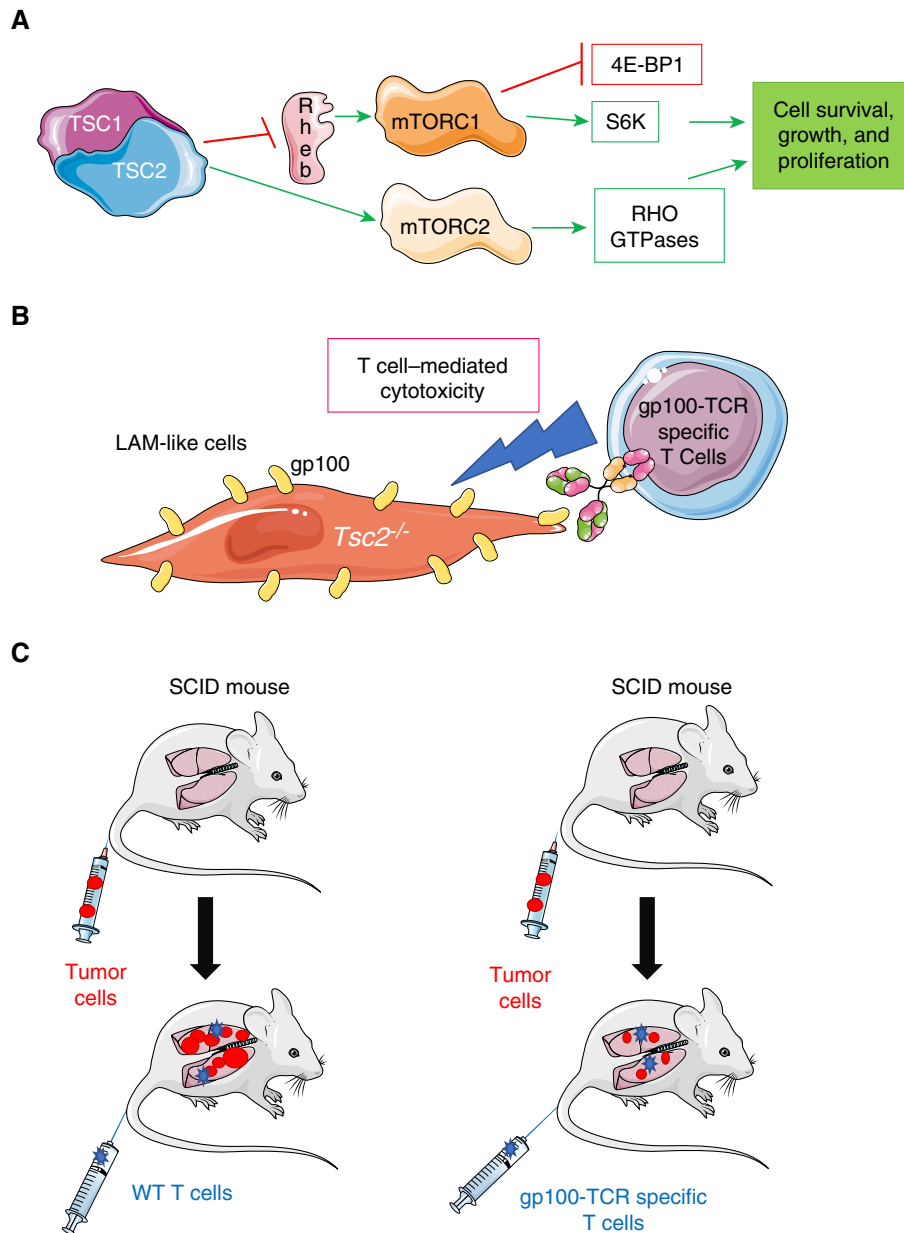 A
TSC1
TSC2
Rheb
mTORC1
mTORC2
4E-BP1
S6K
RHO
GTPases
Cell survival,
growth, and
proliferation
B
T cell–mediated
cytotoxicity
LAM-like cells
gp100
Tsc2-/-
gp100-TCR
specific
T Cells
C
SCID mouse
SCID mouse
Tumor
cells
Tumor
cells
WT T cells
gp100-TCR specific
T cells